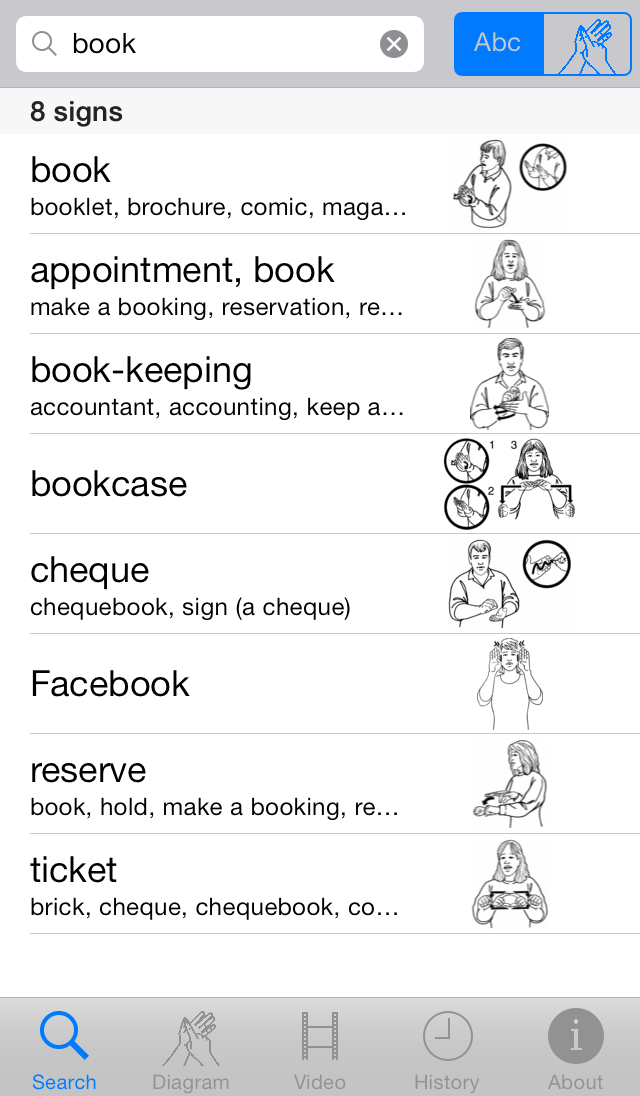 book
Abc
8 signs
book
booklet, brochure, comic, maga...
appointment, book
make a booking, reservation, re...
book-keeping
accountant, accounting, keep a...
bookcase
1 3
2
cheque
chequebook, sign (a cheque)
Facebook
reserve
book, hold, make a booking, re...
ticket
brick, cheque, chequebook, co...
Search Diagram Video History About